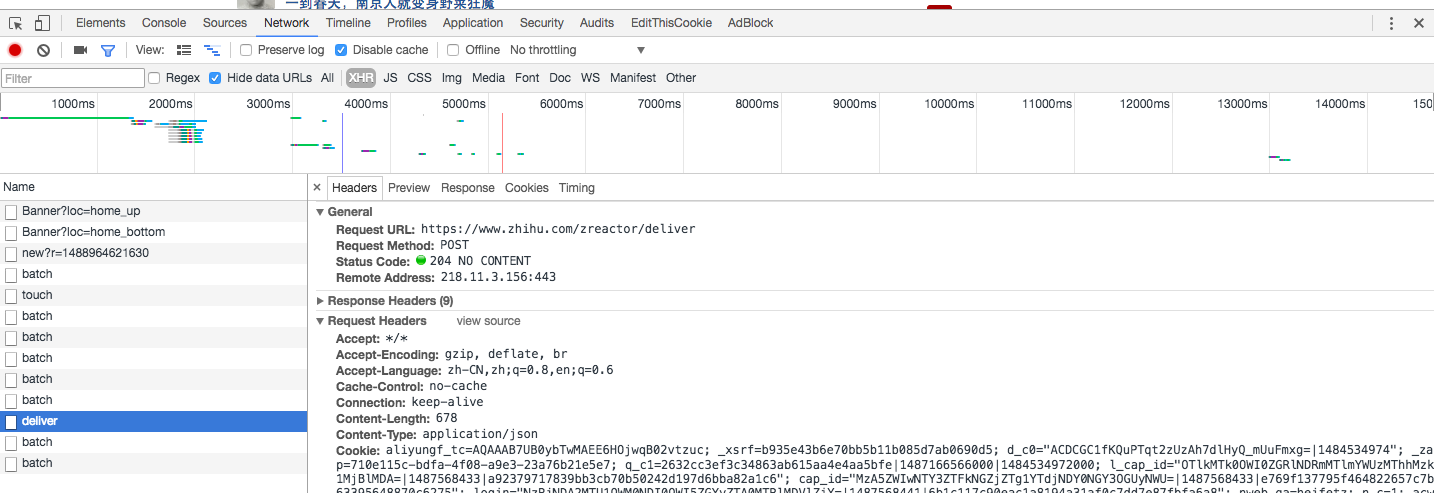 一到春天，南京人就变身野菜狂魔
Elements Console Sources Network Timeline Profiles Application Security Audits EditThisCookie AdBlock
View: Preserve log Disable cache Offline No throttling
Filter Regex Hide data URLs All XHR JS CSS Img Media Font Doc WS Manifest Other
1000ms 2000ms 3000ms 4000ms 5000ms 6000ms 7000ms 8000ms 9000ms 10000ms 11000ms 12000ms 13000ms 14000ms 150
Name
Banner?loc=home_up
Banner?loc=home_bottom
new?r=1488964621630
batch
touch
batch
batch
batch
batch
batch
deliver
batch
batch
× Headers Preview Response Cookies Timing
General
Request URL: https://www.zhihu.com/zreactor/deliver
Request Method: POST
Status Code: 204 NO CONTENT
Remote Address: 218.11.3.156:443
Response Headers (9)
Request Headers view source
Accept: */*
Accept-Encoding: gzip, deflate, br
Accept-Language: zh-CN,zh;q=0.8,en;q=0.6
Cache-Control: no-cache
Connection: keep-alive
Content-Length: 678
Content-Type: application/json
Cookie: aliyungf_tc=AQAAAB7UB0ybTwMAEE6HOjwqB02vtzuc; _xsrf=b935e43b6e70bb5b11b085d7ab0690d5; d_c0="ACDCGC1fKQuPTqt2zUzAh7dlHyQ_mUuFmxg=|1484534974"; _za
p=710e115c-bdfa-4f08-a9e3-23a76b21e5e7; q_c1=2632cc3ef3c34863ab615aa4e4aa5bfe|1487166566000|1484534972000; l_cap_id="OTlkMTk0OWI0ZGRlNDRmMTlmYWUzMThhMzk
1MjBlMDA=|1487568433|a92379717839bb3cb70b50242d197d6bba82a1c6"; cap_id="MzA5ZWIwNTY3ZTFkNGZjZTg1YTdjNDY0NGY3OGUyNWU=|1487568433|e769f137795f464822657c7b